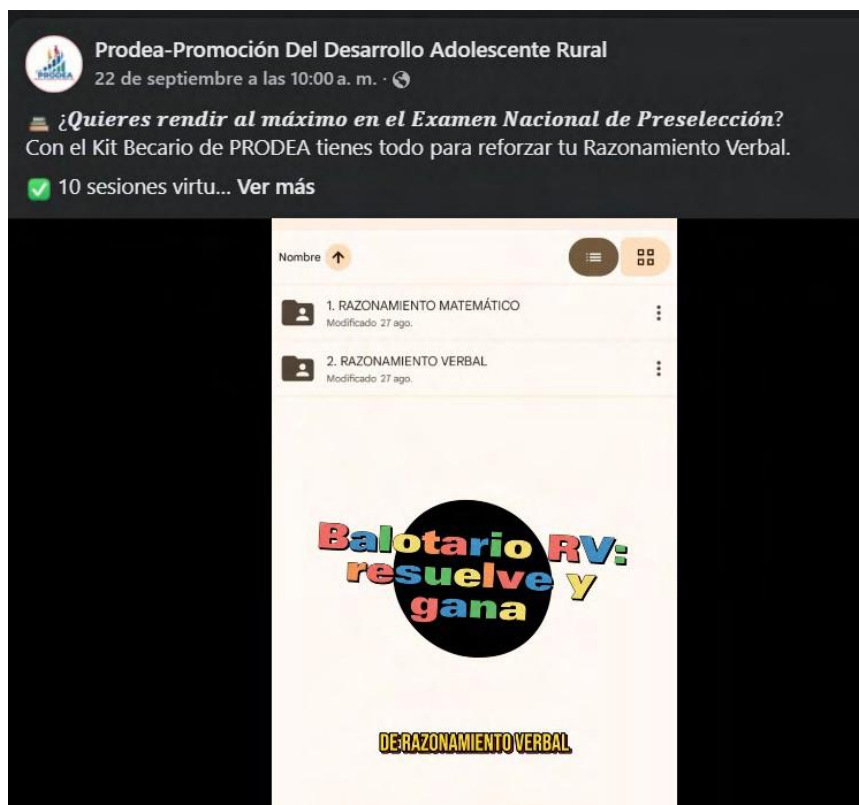 PRODEA
Prodea-Promoción Del Desarrollo Adolescente Rural
22 de septiembre a las 10:00 a. m. ·
¿Quieres rendir al máximo en el Examen Nacional de Preselección?
Con el Kit Becario de PRODEA tienes todo para reforzar tu Razonamiento Verbal.
✅ 10 sesiones virtu... Ver más
Nombre
1. RAZONAMIENTO MATEMÁTICO
Modificado 27 ago.
2. RAZONAMIENTO VERBAL
Modificado 27 ago.
Balotario RV:
resuelve y
gana
DE RAZONAMIENTO VERBAL